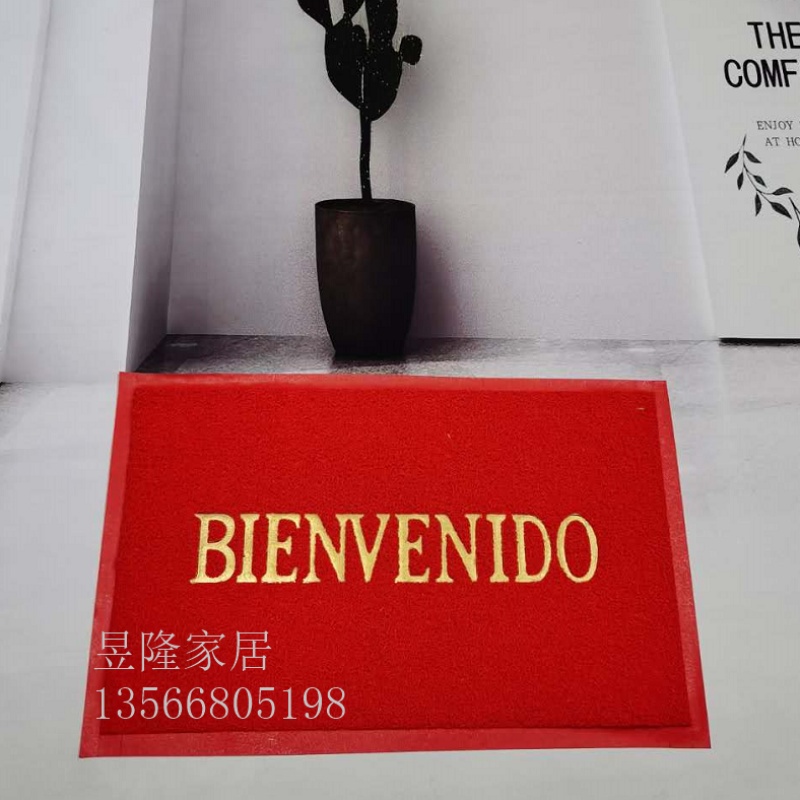 THE
COMF
ENJOY
AT HO
BIENVENIDO
昱隆家居
13566805198